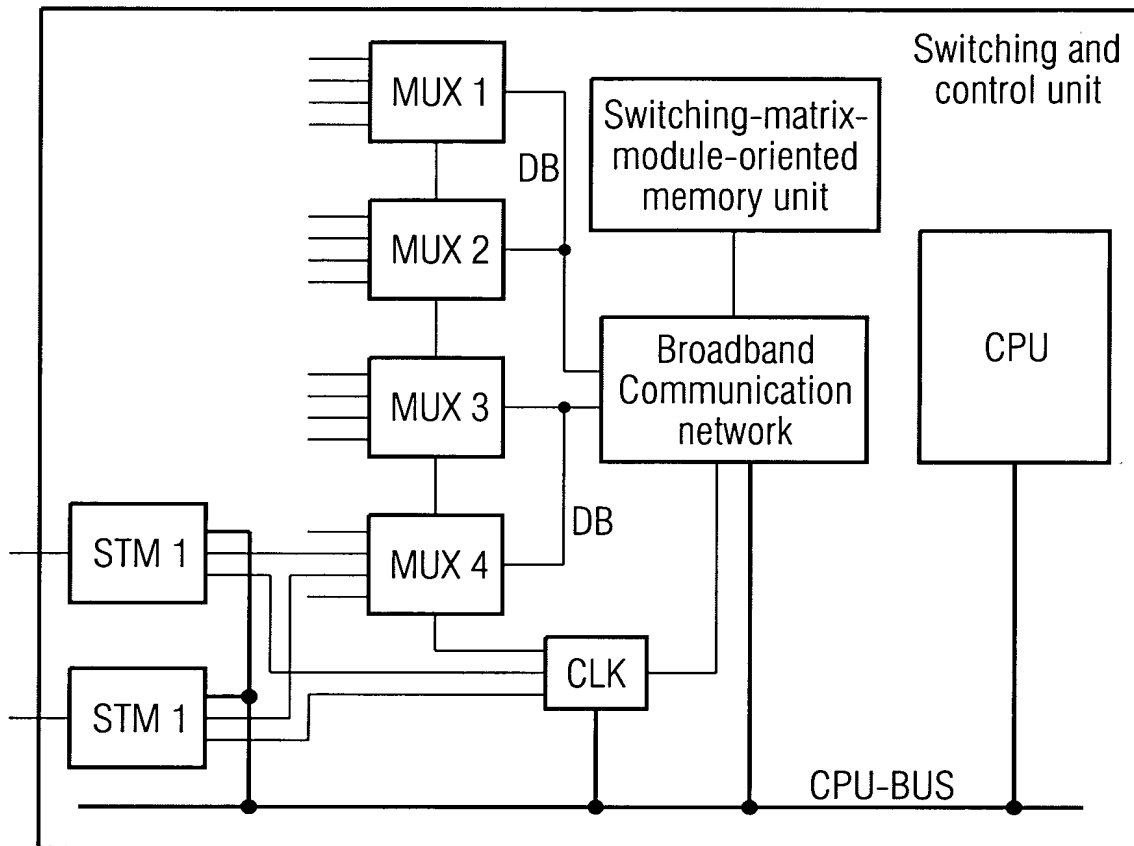 Switching and
control unit
MUX 1
Switching-matrix-
module-oriented
memory unit
DB
MUX 2
CPU
Broadband
Communication
network
MUX 3
DB
STM 1
MUX 4
CLK
STM 1
CPU-BUS